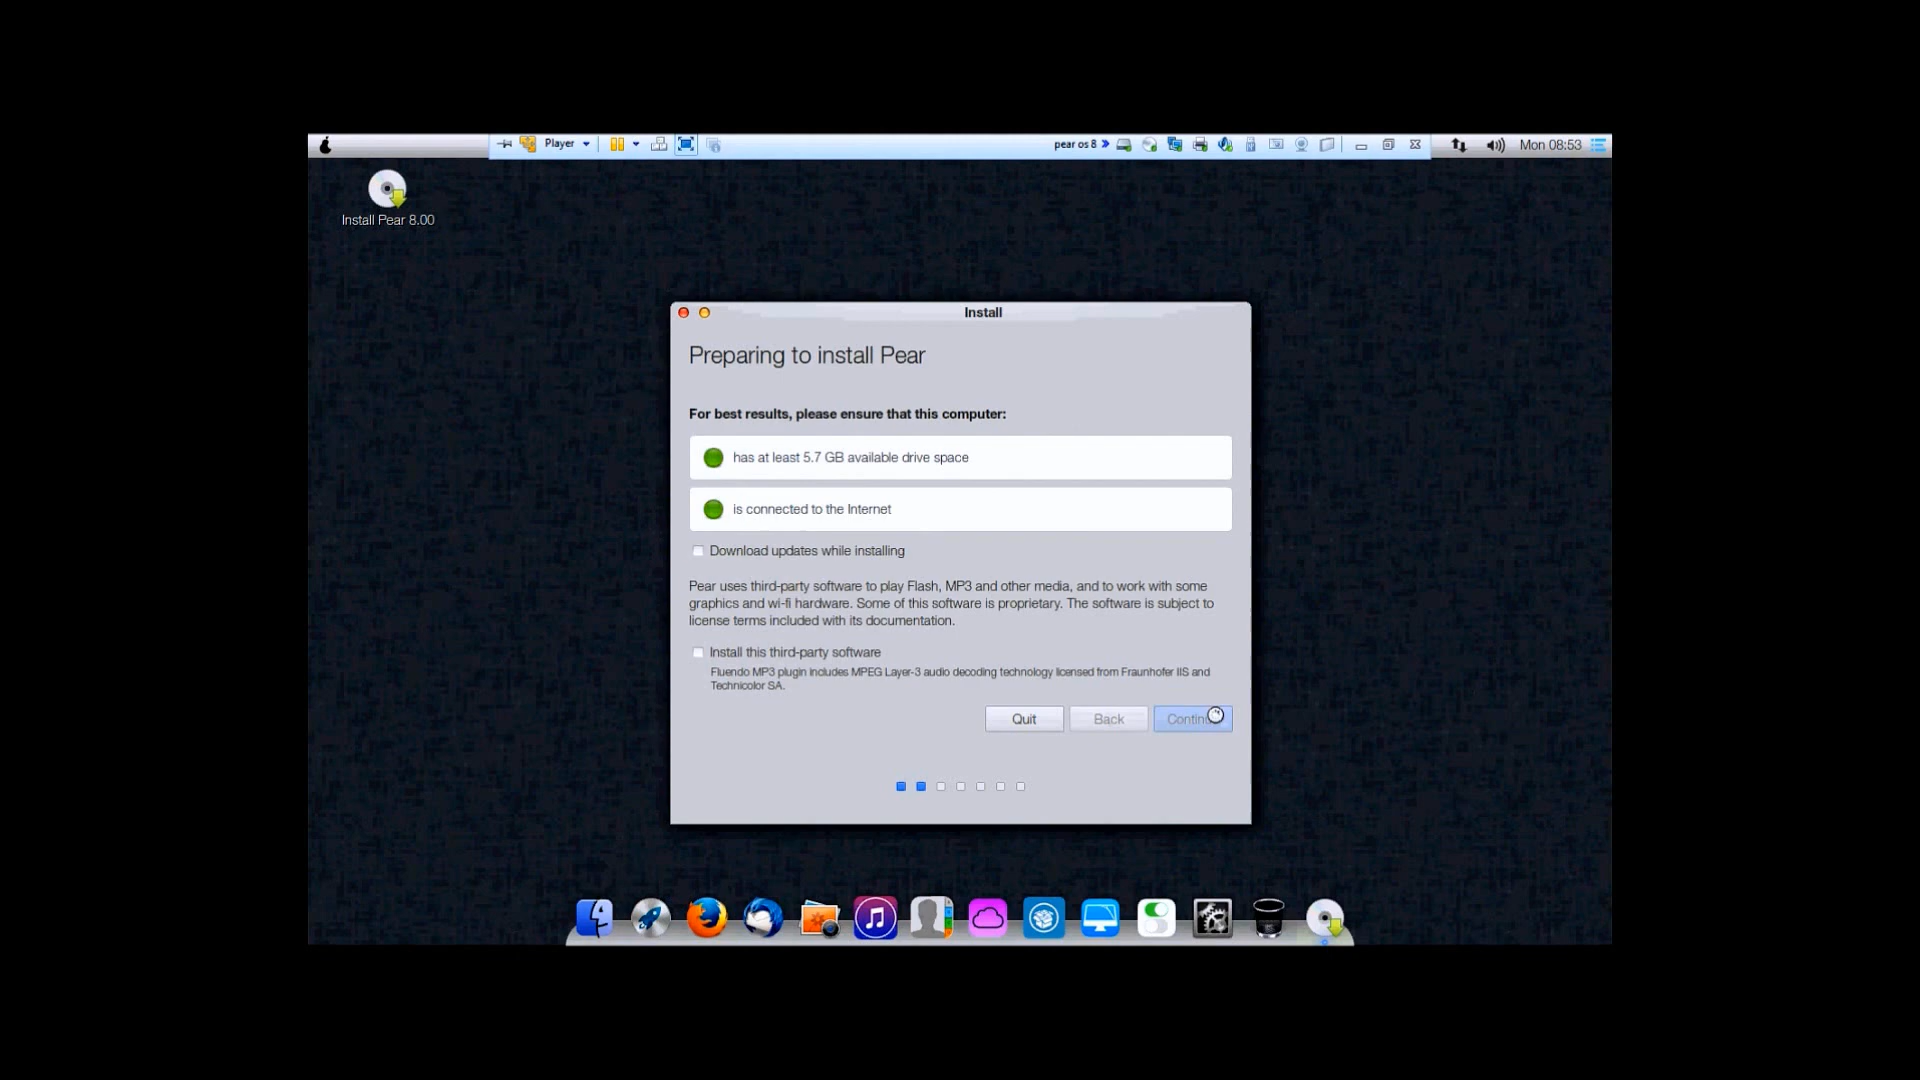 Player
pear os 8
Mon 08:53
Install Pear 8.00
Install
Preparing to install Pear
For best results, please ensure that this computer:
has at least 5.7 GB available drive space
is connected to the Internet
Download updates while installing
Pear uses third-party software to play Flash, MP3 and other media, and to work with some
graphics and wi-fi hardware. Some of this software is proprietary. The software is subject to
license terms included with its documentation.
Install this third-party software
Fluendo MP3 plugin includes MPEG Layer-3 audio decoding technology licensed from Fraunhofer IIS and
Technicolor SA.
Quit
Back
Continue